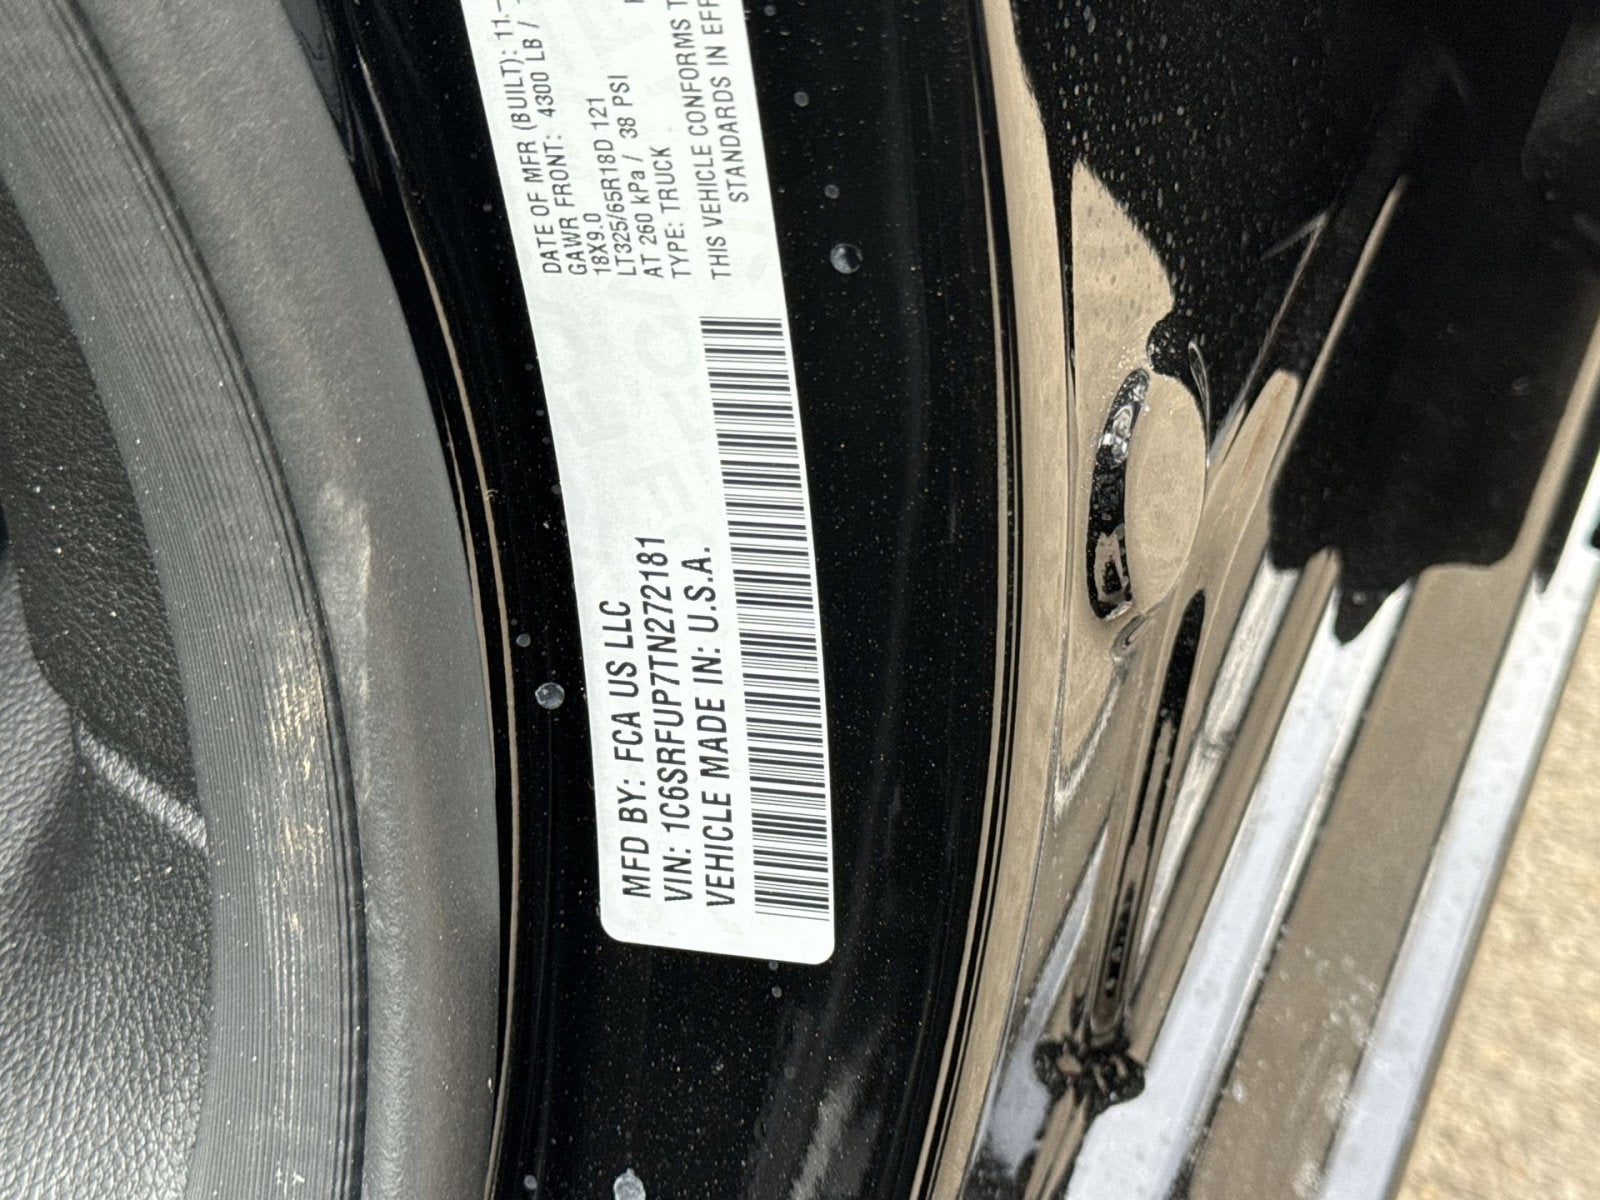 MFD BY: FCA US LLC
VIN: 1C6SRFUP7TN272181
VEHICLE MADE IN: U.S.A.
DATE OF MFR (BUILT): 11-
GAWR FRONT: 4300 LB /
18X9.0
LT325/65R18D 121
AT 260 kPa / 38 PSI
TYPE: TRUCK
THIS VEHICLE CONFORMS
STANDARDS IN